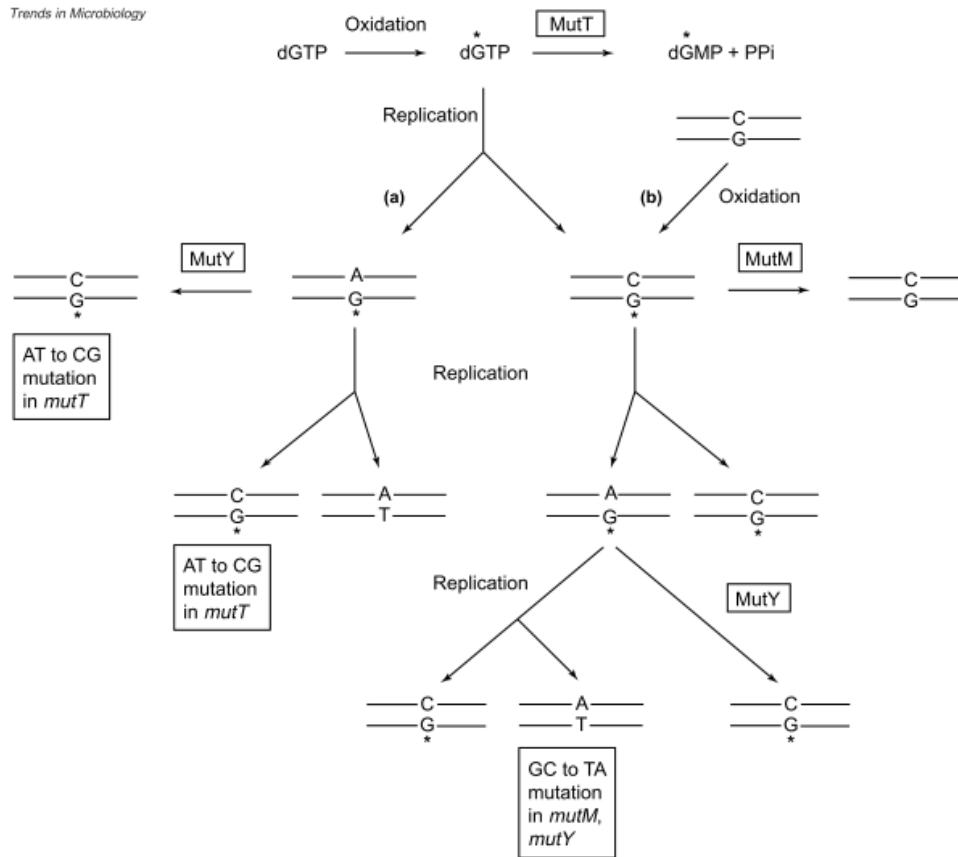 Trends in Microbiology
Oxidation
MutT
*
*
dGTP
dGTP
dGMP + PPi
Replication
C
G
(a)
(b)
Oxidation
MutY
MutM
C
G
*
A
G
*
C
G
*
C
G
AT to CG
mutation
in mutT
Replication
C
G
*
A
T
A
G
*
C
G
*
AT to CG
mutation
in mutT
Replication
MutY
C
G
*
A
T
C
G
*
GC to TA
mutation
in mutM,
mutY